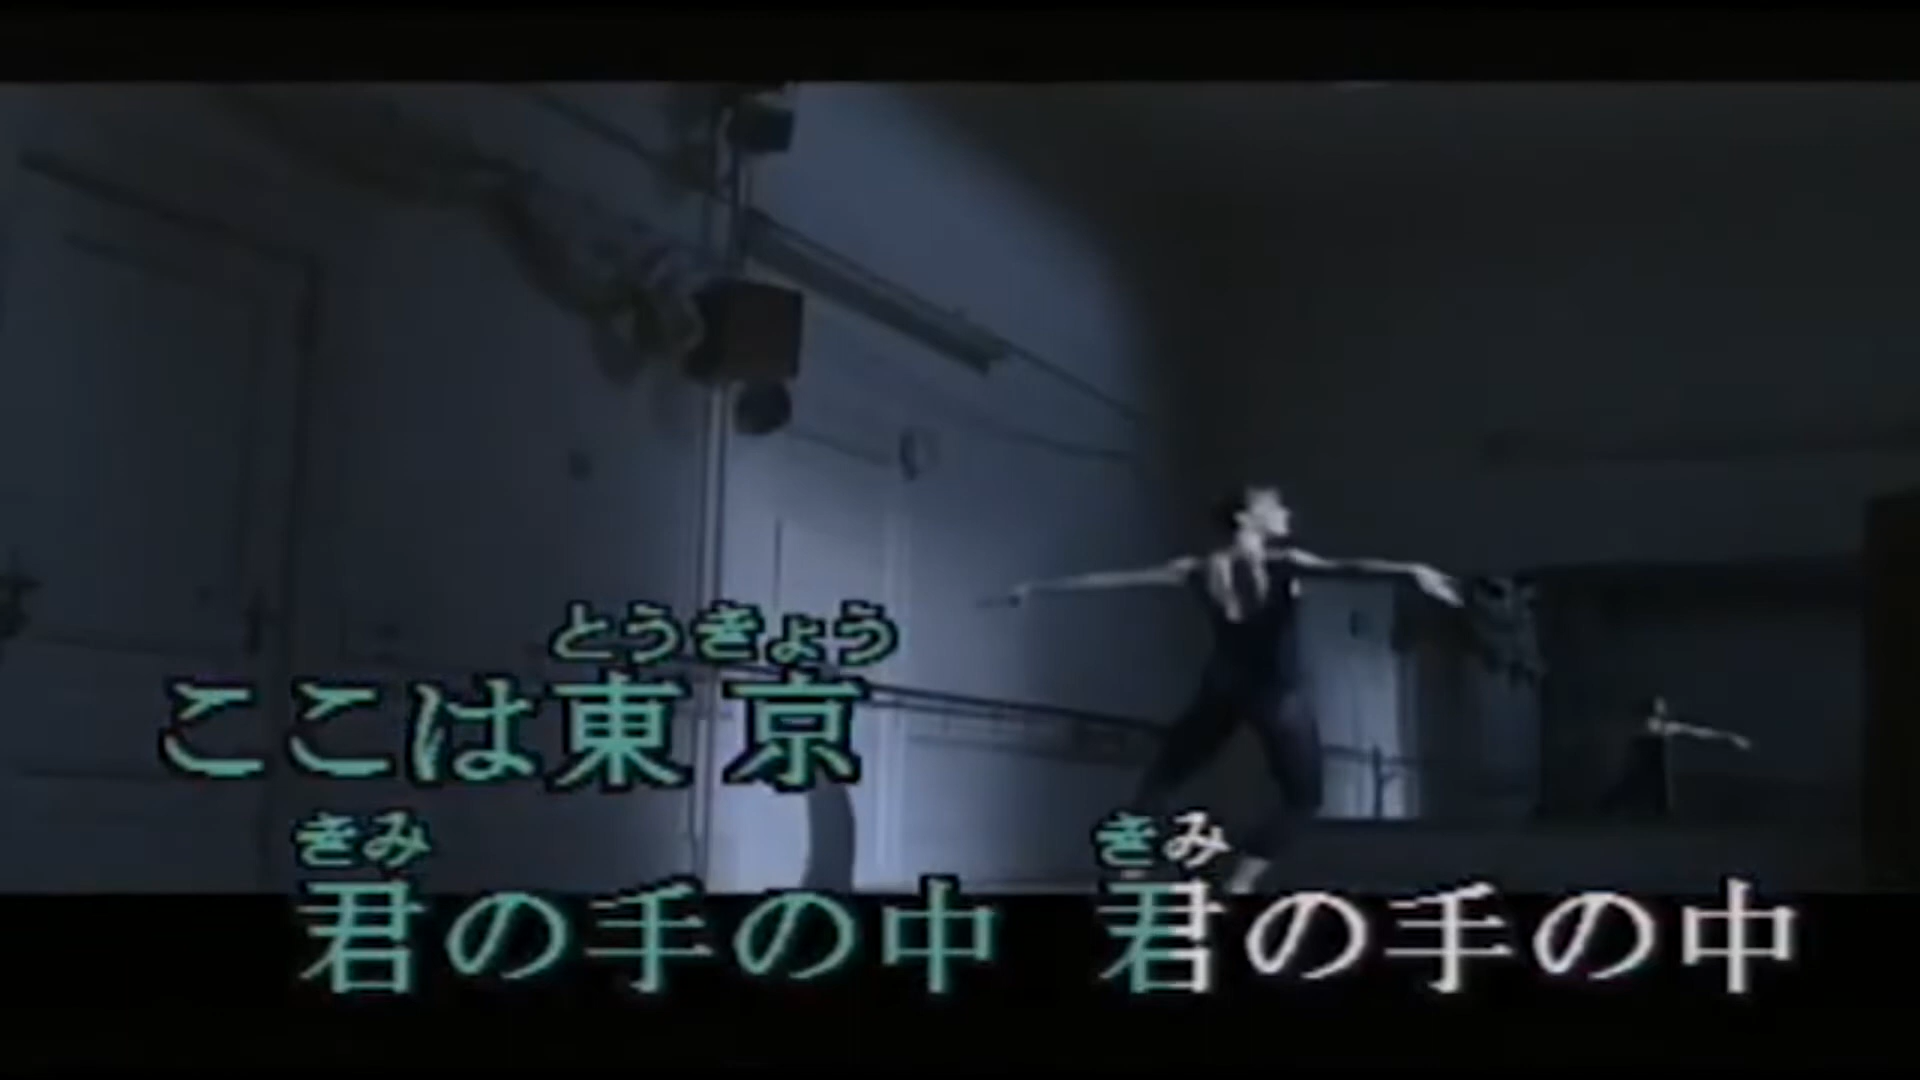 とうきょう
ここは東京
きみ きみ
君の手の中 君の手の中